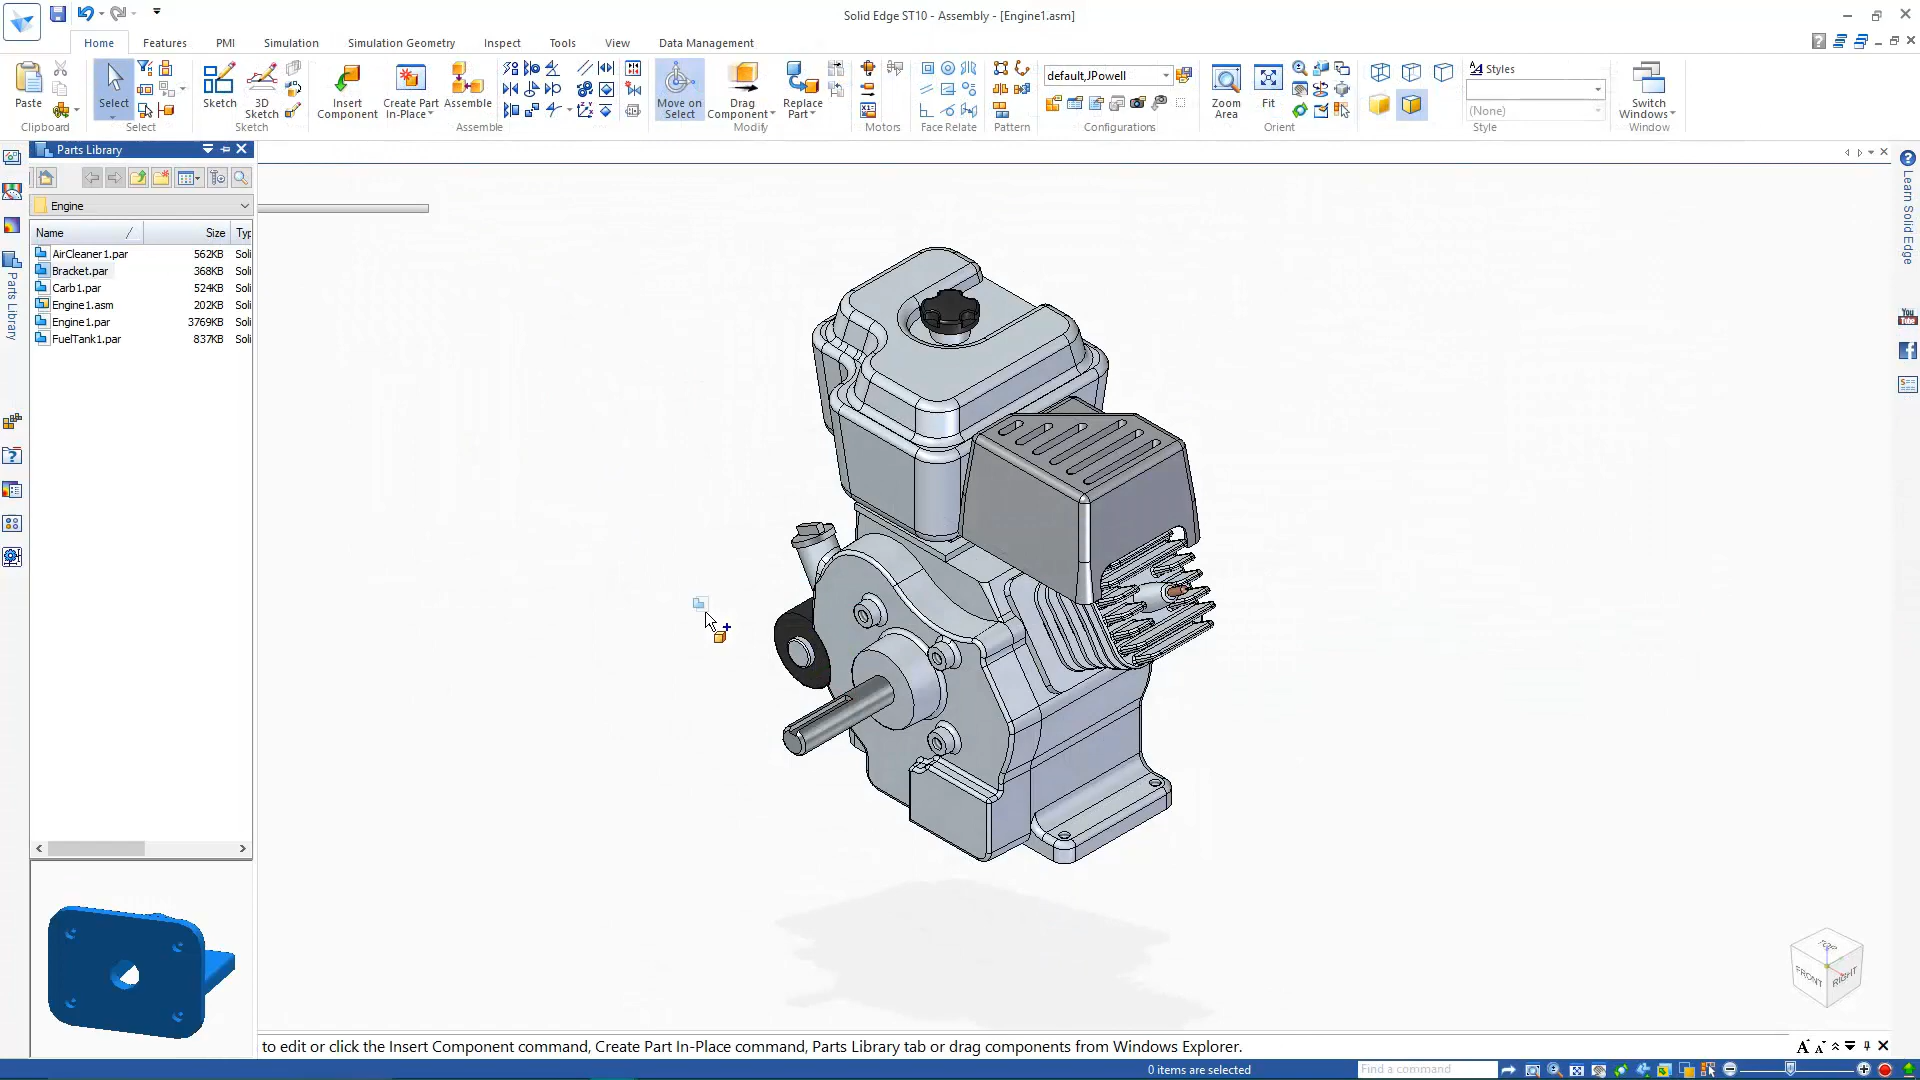 Solid Edge ST10 - Assembly - [Engine1.asm]
Home Features PMI Simulation Simulation Geometry Inspect Tools View Data Management
Paste
Clipboard
Select
Select
Sketch
3D Sketch
Sketch
Insert Component
Create Part In-Place
Assemble
Assemble
Move on Select
Drag Component
Replace Part
Modify
Motors
Face Relate
Pattern
default,JPowell
Configurations
Zoom Area
Fit
Orient
Styles
(None)
Style
Switch Windows
Window
Parts Library
Engine
Name Size Typ
AirCleaner1.par 562KB Soli
Bracket.par 368KB Soli
Carb1.par 524KB Soli
Engine1.asm 202KB Soli
Engine1.par 3769KB Soli
FuelTank1.par 837KB Soli
Parts Library
Learn Solid Edge
You Tube
TOP
FRONT
RIGHT
to edit or click the Insert Component command, Create Part In-Place command, Parts Library tab or drag components from Windows Explorer.
0 items are selected
Find a command